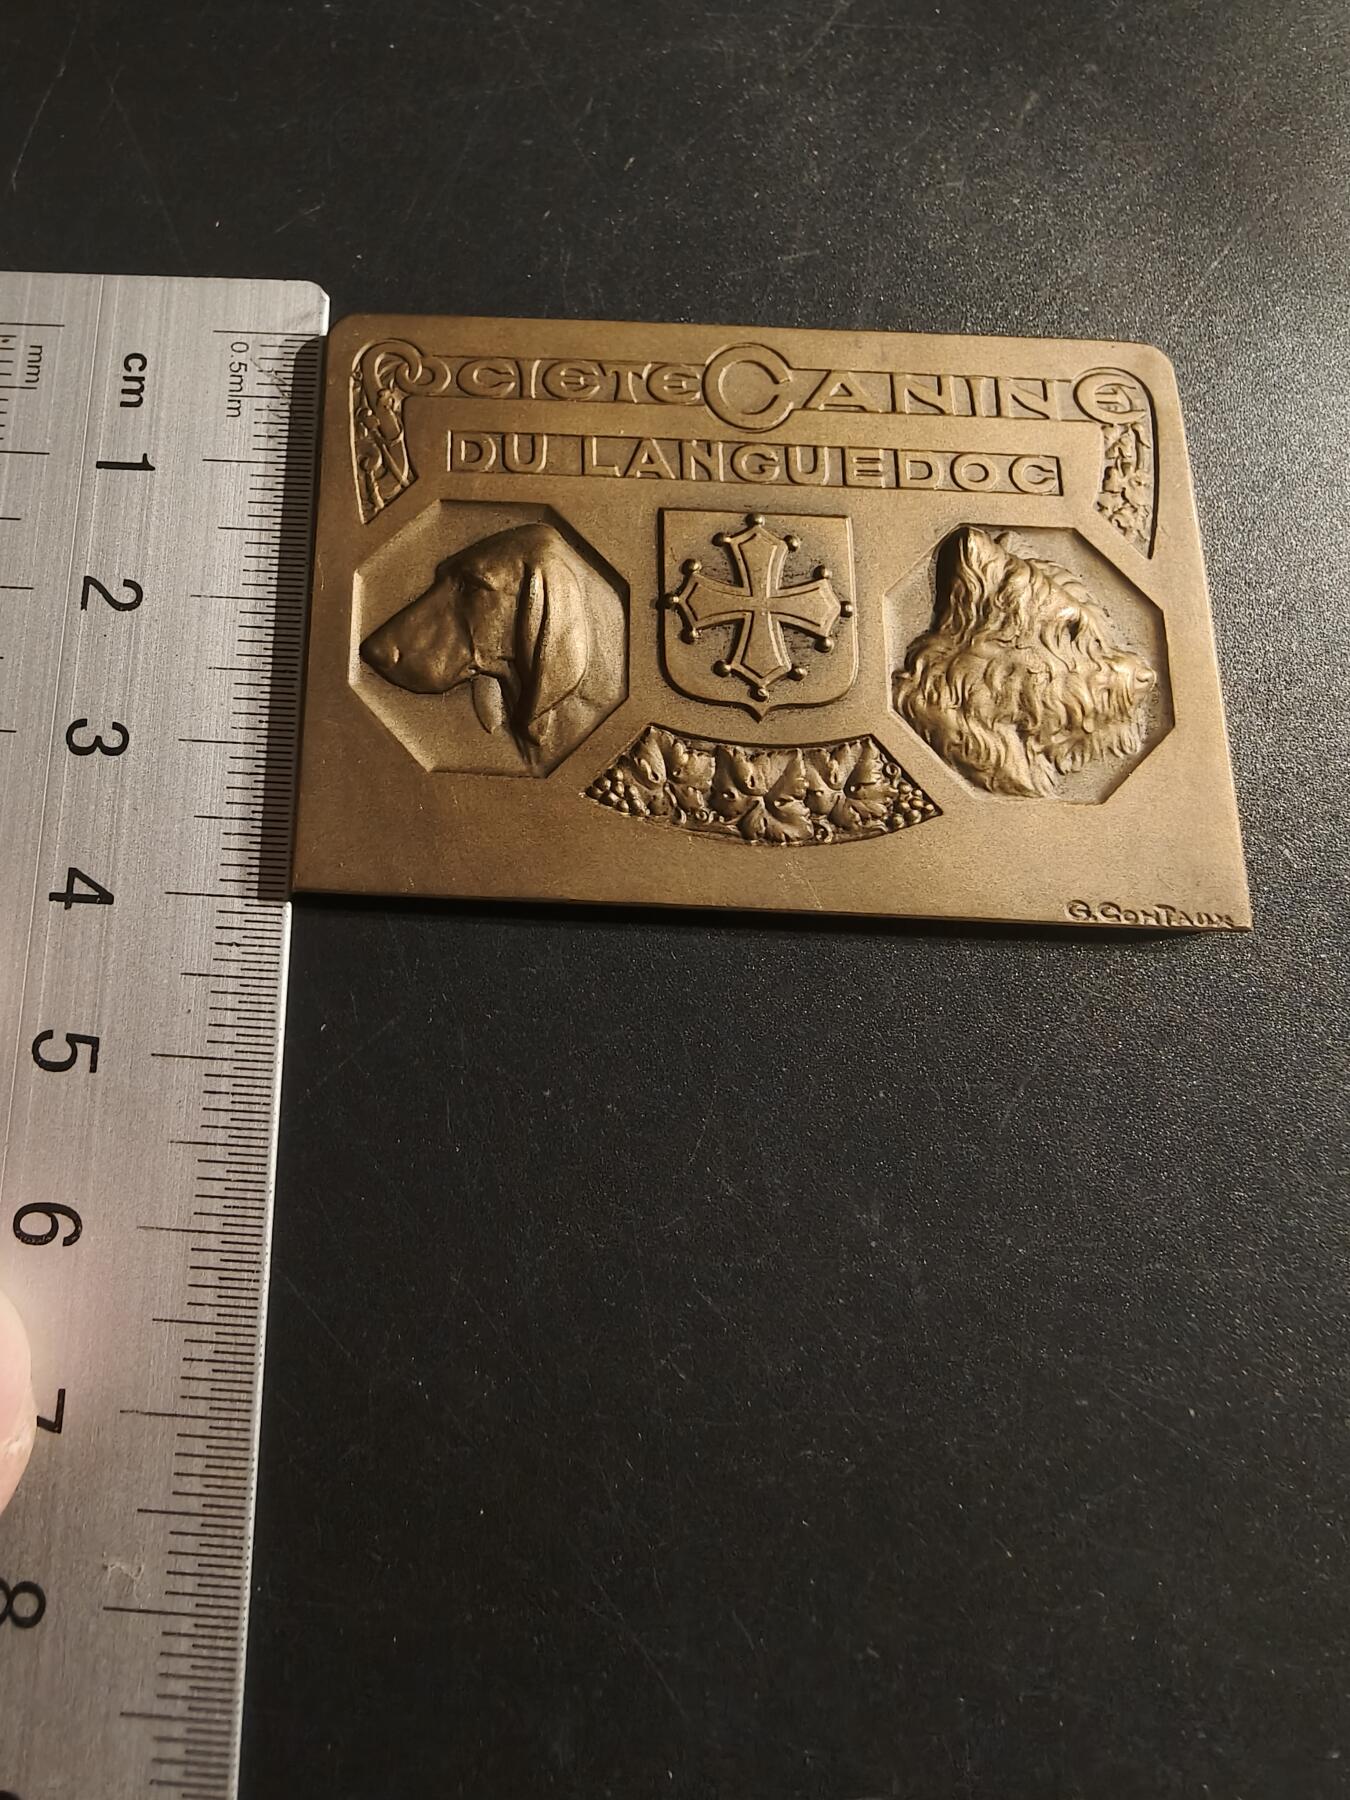 SOCIETE CANINE
DU LANGUEDOC
G. CONTAUX
mm
cm
0.5mm
1
2
3
4
5
6
7
8